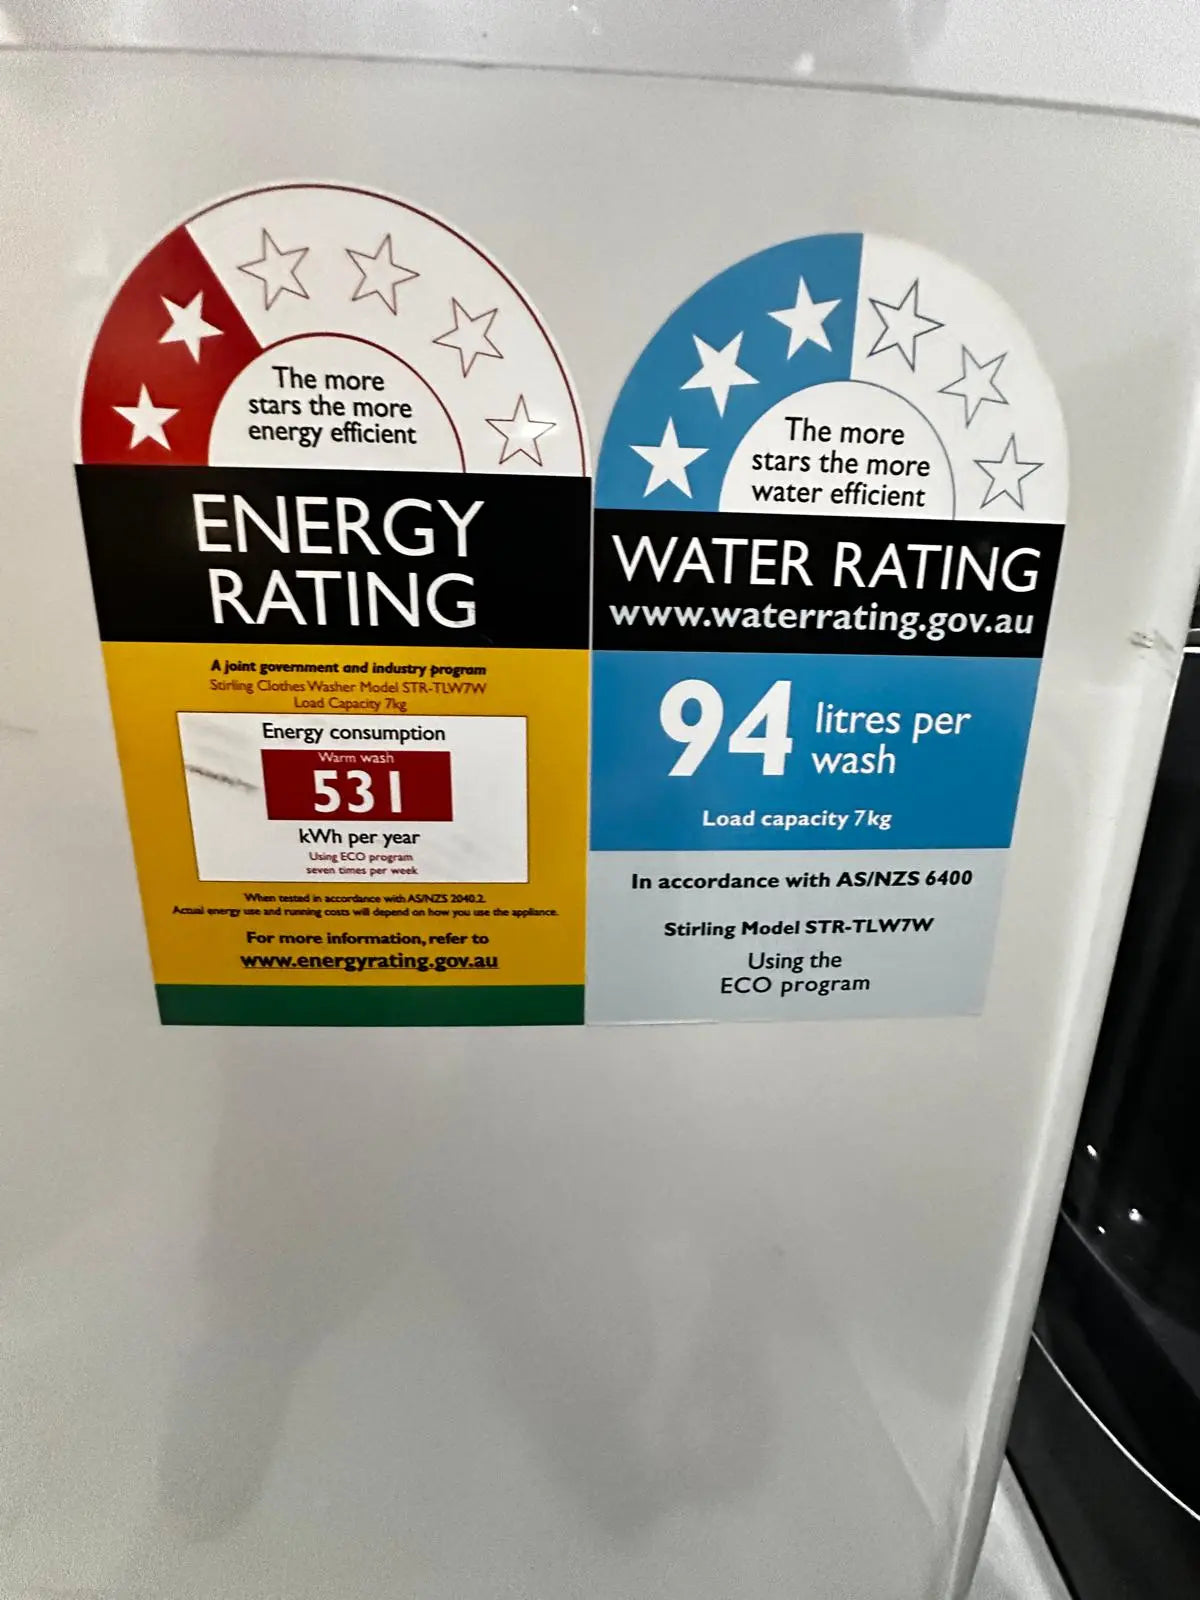 The more
stars the more
energy efficient
ENERGY
RATING
A joint government and industry program
Stirling Clothes Washer Model STR-TLW7W
Load Capacity 7kg
Energy consumption
Warm wash
531
kWh per year
Using ECO program
seven times per week
When tested in accordance with AS/NZS 2040.2.
Actual energy use and running costs will depend on how you use the appliance.
For more information, refer to
www.energyrating.gov.au
The more
stars the more
water efficient
WATER RATING
www.waterrating.gov.au
94 litres per
wash
Load capacity 7kg
In accordance with AS/NZS 6400
Stirling Model STR-TLW7W
Using the
ECO program